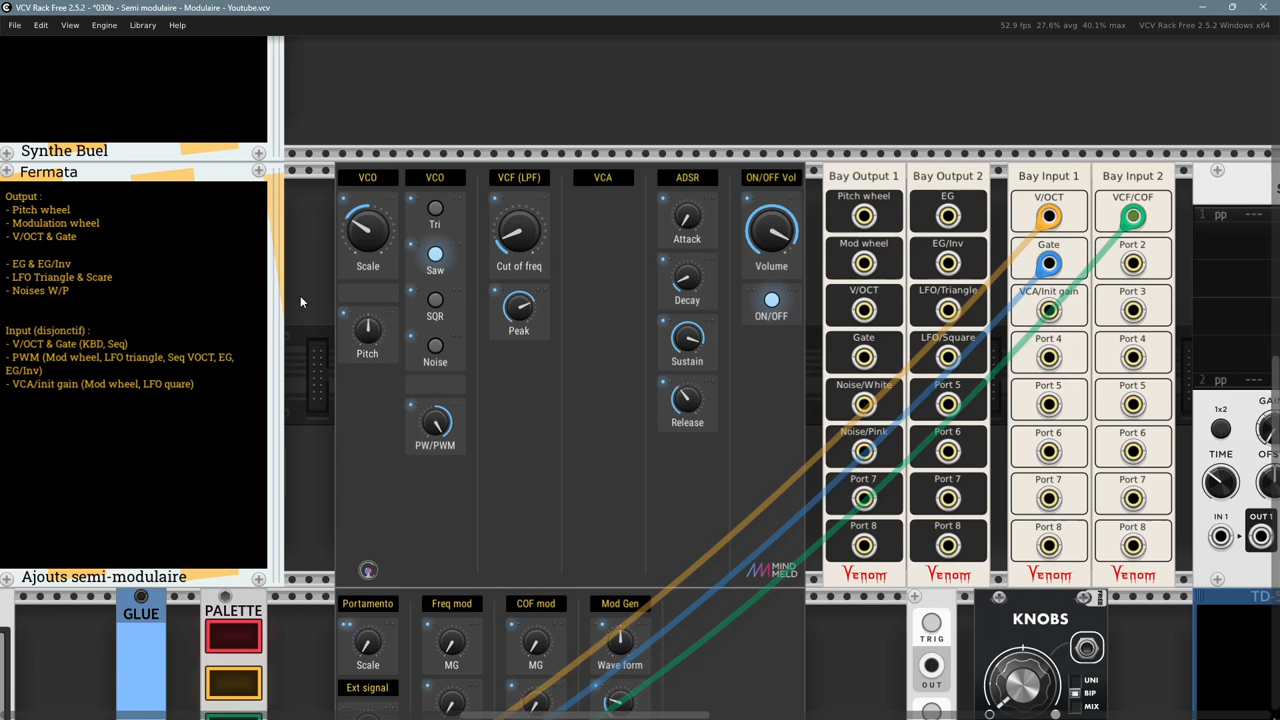 VCV Rack Free 2.5.2 - *030b - Semi modulaire - Modulaire - Youtube.vcv
File Edit View Engine Library Help
52.9 fps 27.6% avg 40.1% max VCV Rack Free 2.5.2 Windows x64
Synthe Buel
Fermata
Output :
- Pitch wheel
- Modulation wheel
- V/OCT & Gate
- EG & EG/Inv
- LFO Triangle & Scare
- Noises W/P
Input (disjonctif) :
- V/OCT & Gate (KBD, Seq)
- PWM (Mod wheel, LFO triangle, Seq VOCT, EG,
EG/Inv)
- VCA/init gain (Mod wheel, LFO quare)
Ajouts semi-modulaire
VCO VCO VCF (LPF) VCA ADSR ON/OFF Vol
Scale
Pitch
Tri
Saw
SQR
Noise
PW/PWM
Cut of freq
Peak
Attack
Decay
Sustain
Release
Volume
ON/OFF
MIND
MELD
Bay Output 1 Bay Output 2 Bay Input 1 Bay Input 2
Pitch wheel EG V/OCT VCF/COF
Mod wheel EG/Inv Gate Port 2
V/OCT LFO/Triangle VCA/Init gain Port 3
Gate LFO/Square Port 4 Port 4
Noise/White Port 5 Port 5 Port 5
Noise/Pink Port 6 Port 6 Port 6
Port 7 Port 7 Port 7 Port 7
Port 8 Port 8 Port 8 Port 8
Venom Venom Venom Venom
1 pp ---
2 pp ---
1x2
TIME
IN 1 OUT 1
GLUE
PALETTE
Portamento Freq mod COF mod Mod Gen
Scale MG MG Wave form
Ext signal
TRIG
OUT
KNOBS
FREE
UNI
BIP
MIX